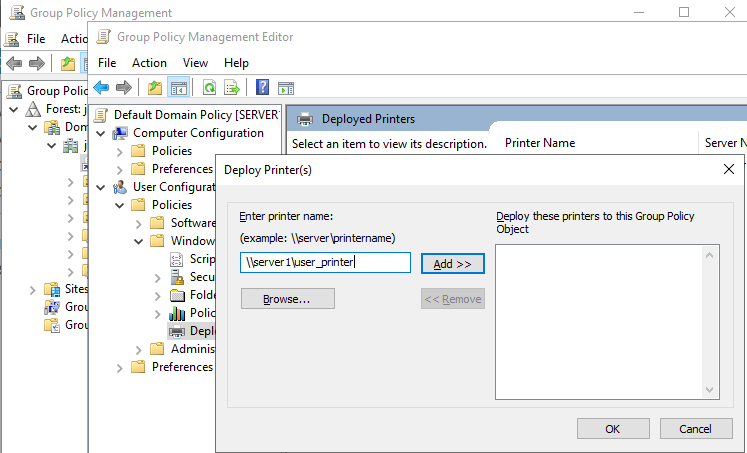 Group Policy Management
File
Action
Group Policy Management Editor
File Action View Help
Group Polic
Forest: j
Dom
j
Sites
Grou
Grou
Default Domain Policy [SERVER1
Computer Configuration
Policies
Preferences
User Configurat
Policies
Software
Window
Scrip
Secu
Folde
Polic
Deplo
Adminis
Preferences
Deployed Printers
Select an item to view its description.
Printer Name
Server N
Deploy Printer(s)
Enter printer name:
(example: \\server\printername)
\\server1\user_printer
Add >>
Browse...
<< Remove
Deploy these printers to this Group Policy
Object
OK
Cancel